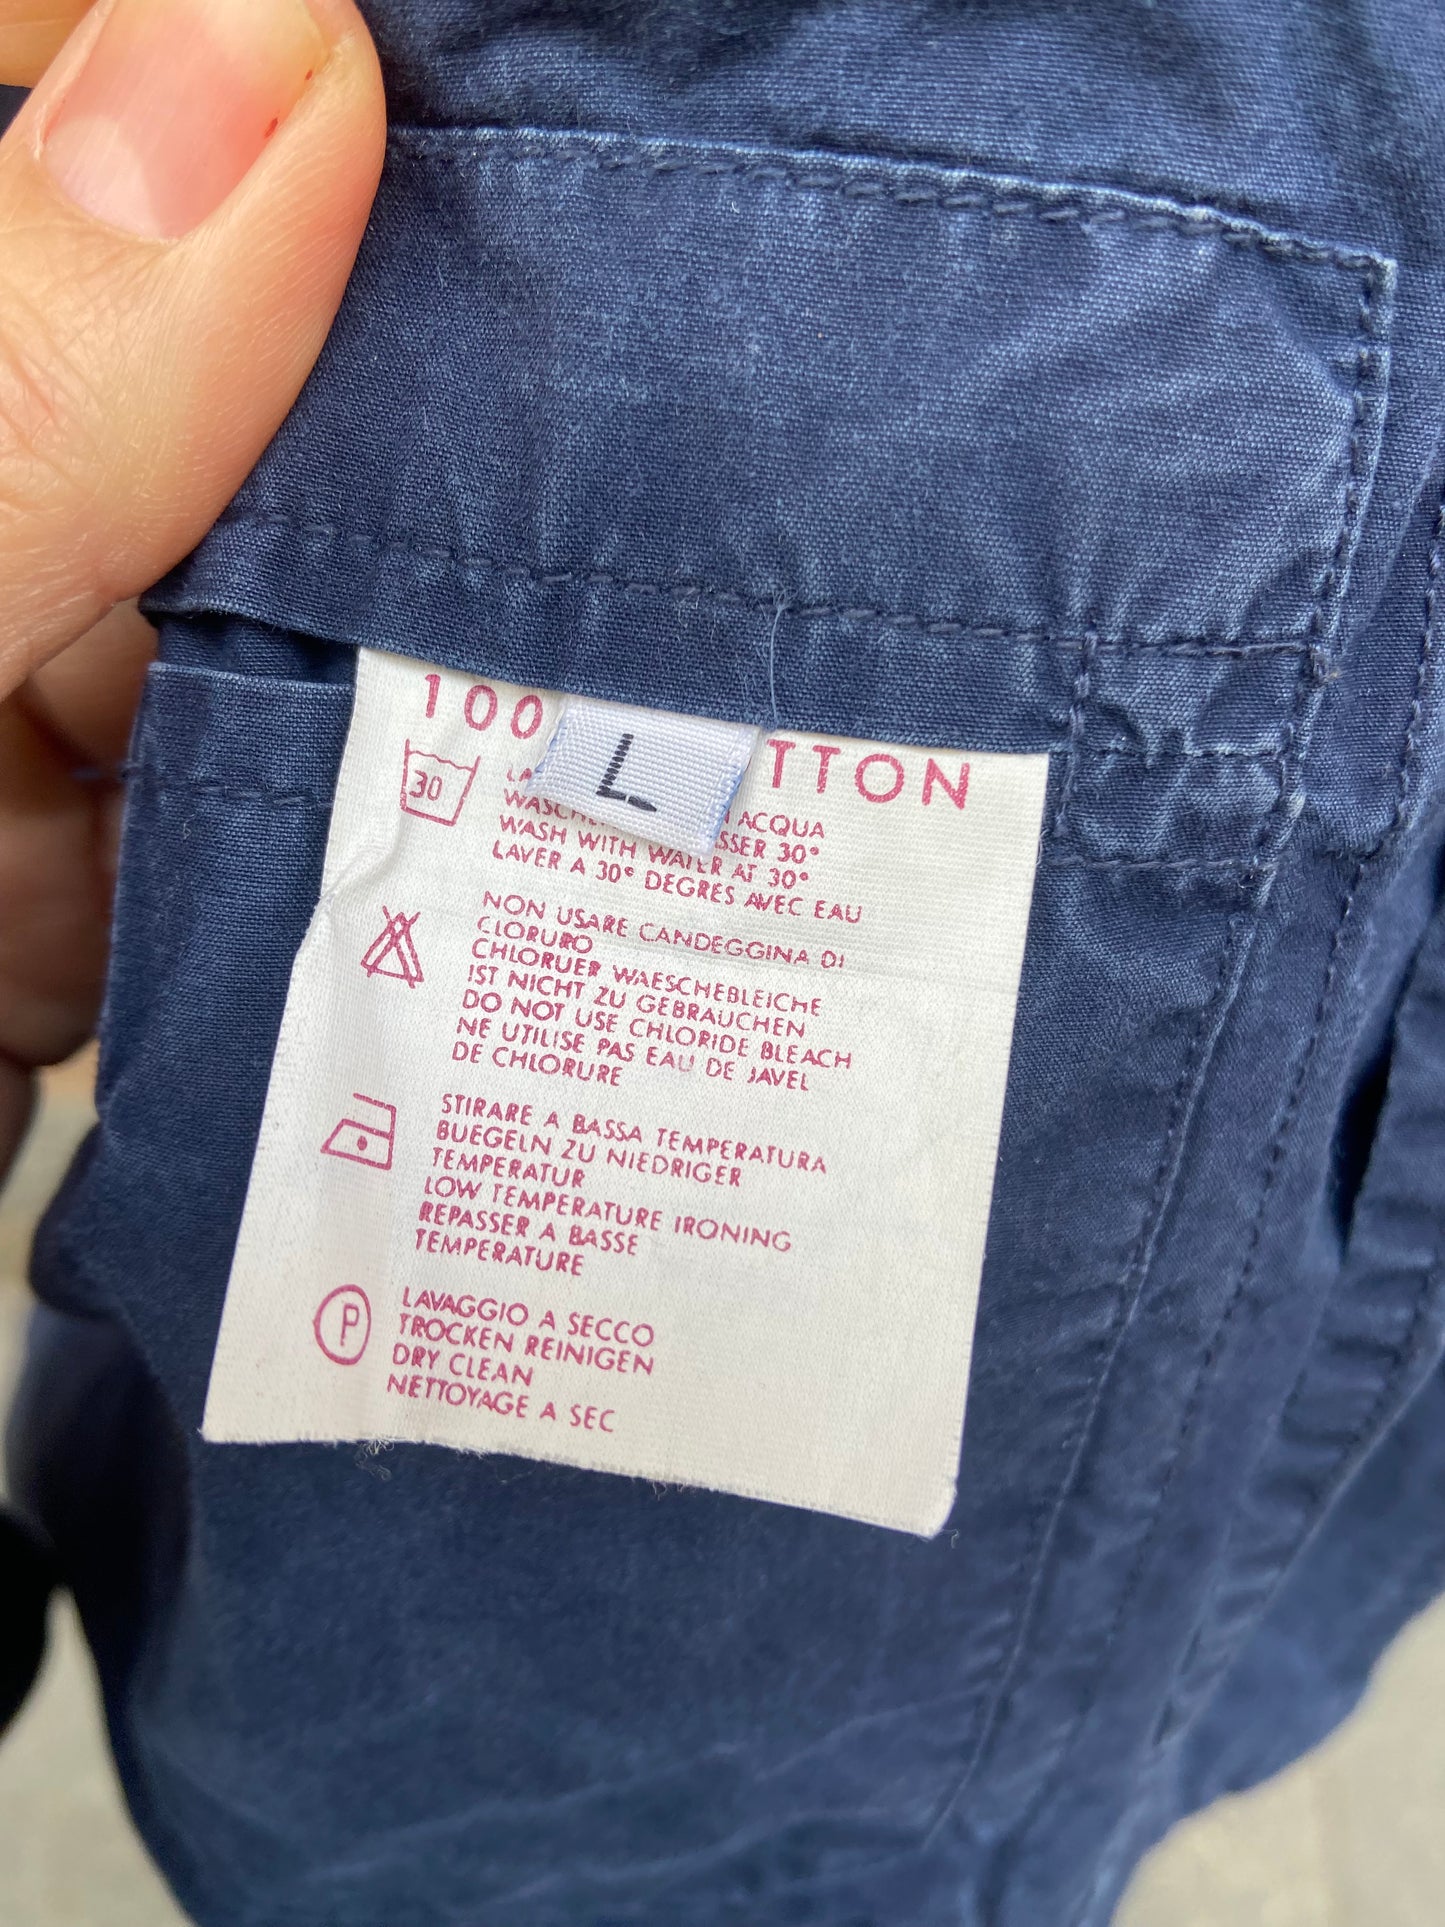 100 TTON
L
30
ACQUA
SSER 30°
WASH WITH WATER AT 30°
LAVER A 30° DEGRES AVEC EAU
NON USARE CANDEGGINA DI
CLORURO
CHLORUER WAESCHEBLEICHE
IST NICHT ZU GEBRAUCHEN
DO NOT USE CHLORIDE BLEACH
NE UTILISE PAS EAU DE JAVEL
DE CHLORURE
STIRARE A BASSA TEMPERATURA
BUEGELN ZU NIEDRIGER
TEMPERATUR
LOW TEMPERATURE IRONING
REPASSER A BASSE
TEMPERATURE
P
LAVAGGIO A SECCO
TROCKEN REINIGEN
DRY CLEAN
NETTOYAGE A SEC